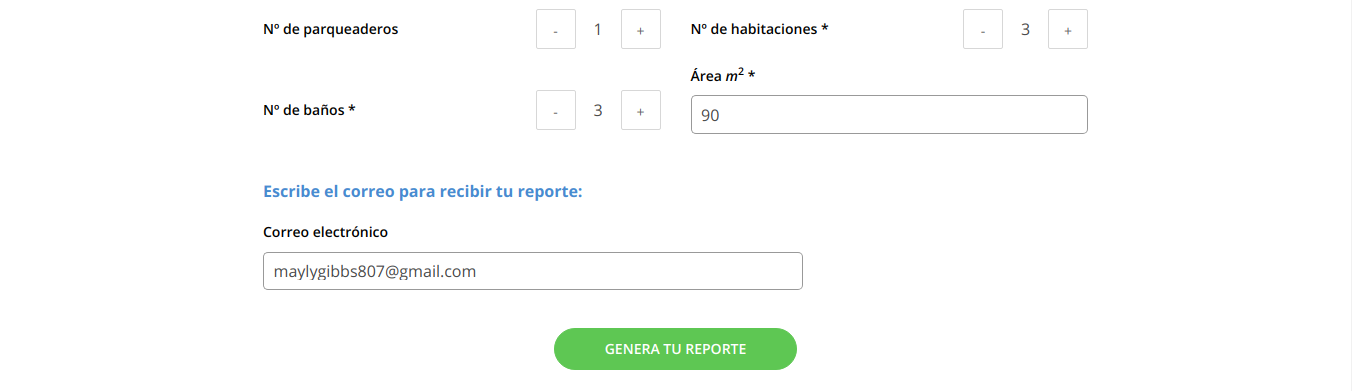 Nº de parqueaderos - 1 + Nº de habitaciones * - 3 +
Área m² *
Nº de baños * - 3 + 90
Escribe el correo para recibir tu reporte:
Correo electrónico
maylygibbs807@gmail.com
GENERA TU REPORTE